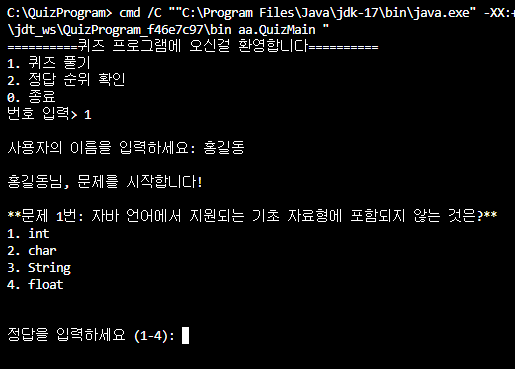 C:\QuizProgram> cmd /C ""C:\Program Files\Java\jdk-17\bin\java.exe" -XX:+
\jdt_ws\QuizProgram_f46e7c97\bin aa.QuizMain "
==========퀴즈 프로그램에 오신걸 환영합니다==========
1. 퀴즈 풀기
2. 정답 순위 확인
0. 종료
번호 입력> 1
사용자의 이름을 입력하세요: 홍길동
홍길동님, 문제를 시작합니다!
**문제 1번: 자바 언어에서 지원되는 기초 자료형에 포함되지 않는 것은?**
1. int
2. char
3. String
4. float
정답을 입력하세요 (1-4):